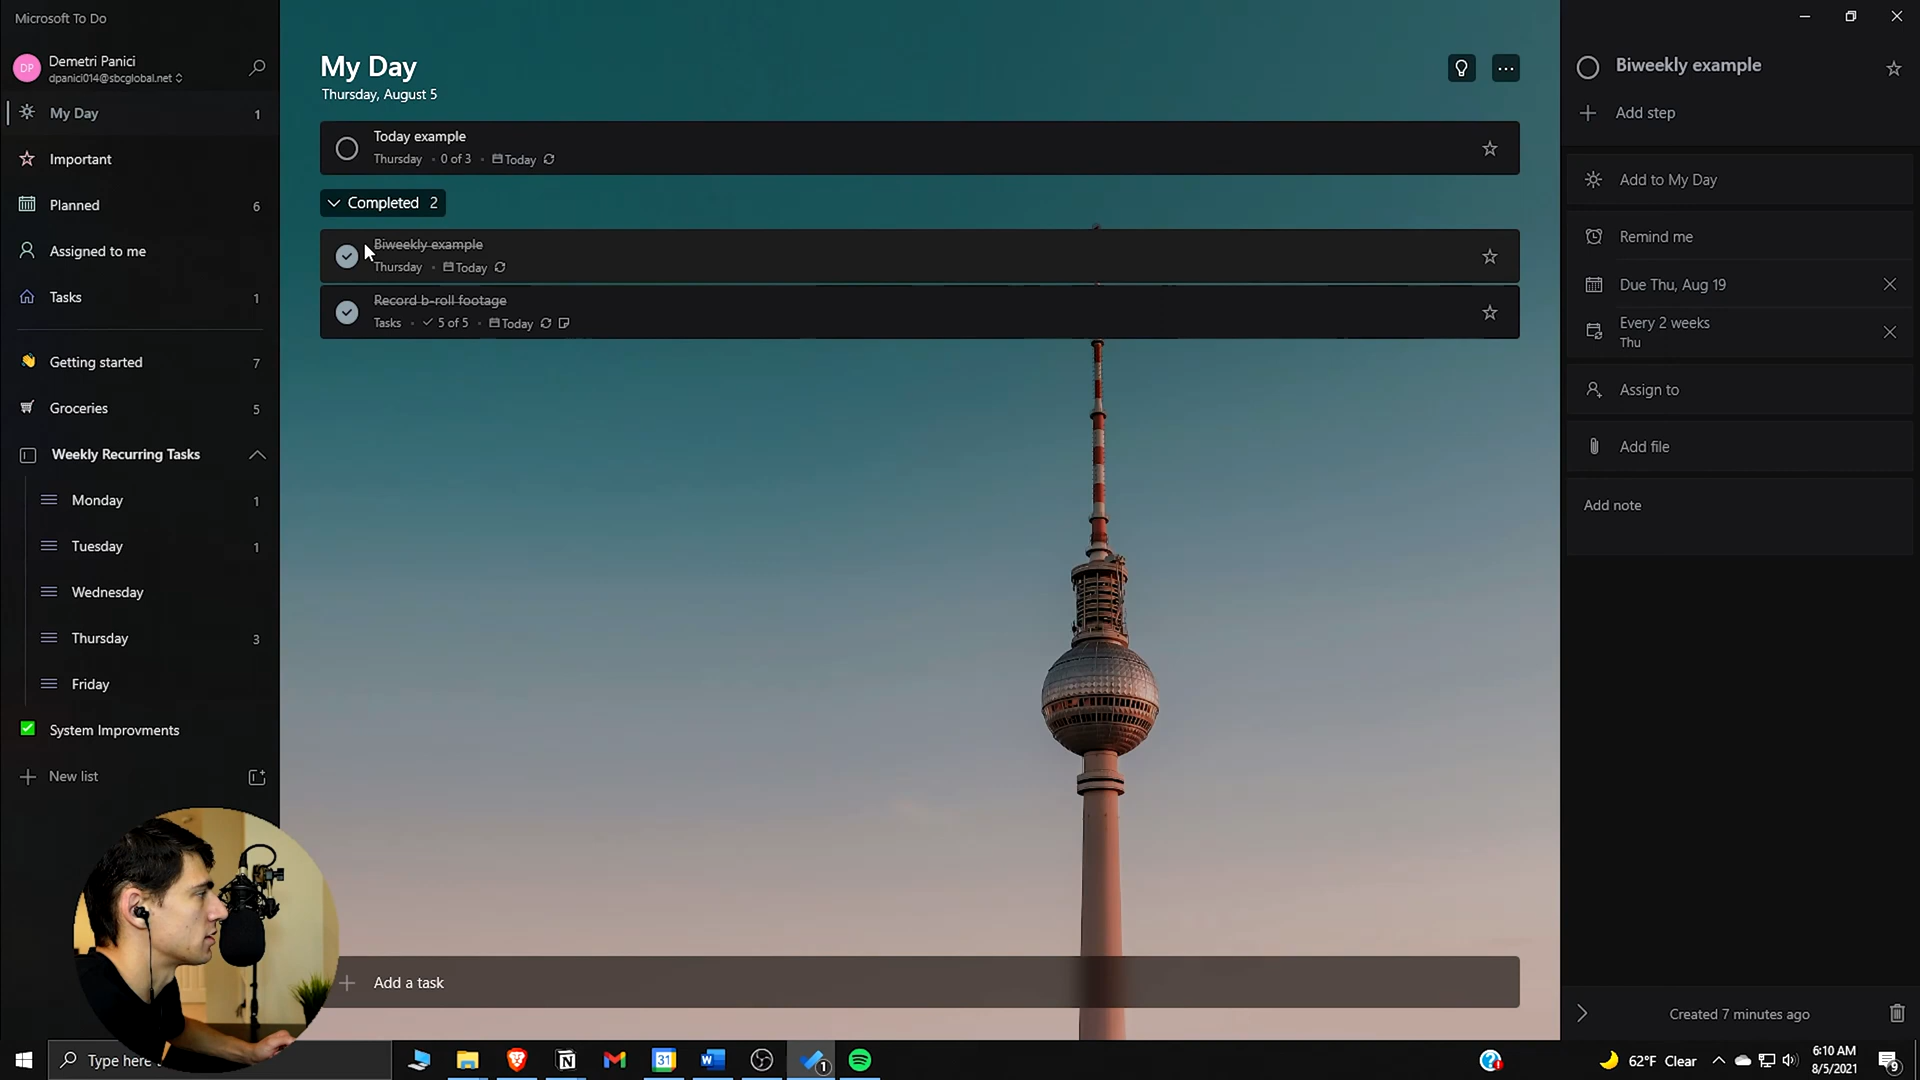 Microsoft To Do
DP
Demetri Panici
dpanici014@sbcglobal.net
My Day
1
Important
Planned
6
Assigned to me
Tasks
1
Getting started
7
Groceries
5
Weekly Recurring Tasks
Monday
1
Tuesday
1
Wednesday
Thursday
3
Friday
System Improvments
New list
My Day
Thursday, August 5
Today example
Thursday • 0 of 3 • Today
Completed 2
Biweekly example
Thursday • Today
Record b-roll footage
Tasks • 5 of 5 • Today
Add a task
Biweekly example
Add step
Add to My Day
Remind me
Due Thu, Aug 19
Every 2 weeks
Thu
Assign to
Add file
Add note
Created 7 minutes ago
Type here
31
1
62°F Clear
6:10 AM
8/5/2021
9